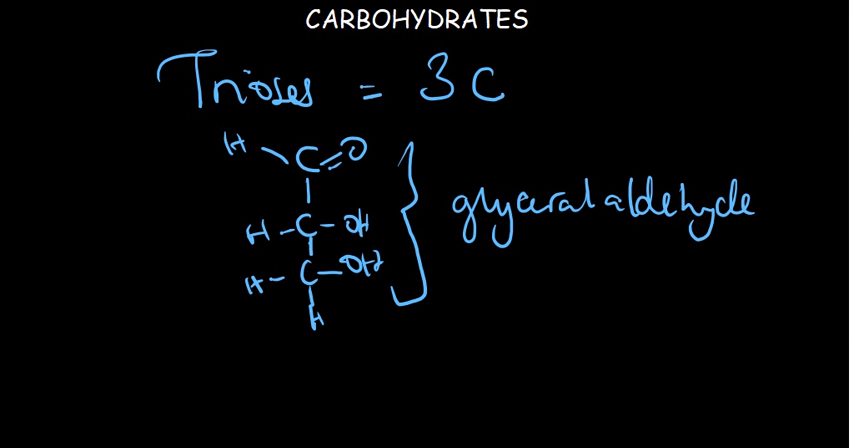 CARBOHYDRATES
Trioses = 3C
H C=O
H-C-OH
H-C-OH
H
glyceraldehyde